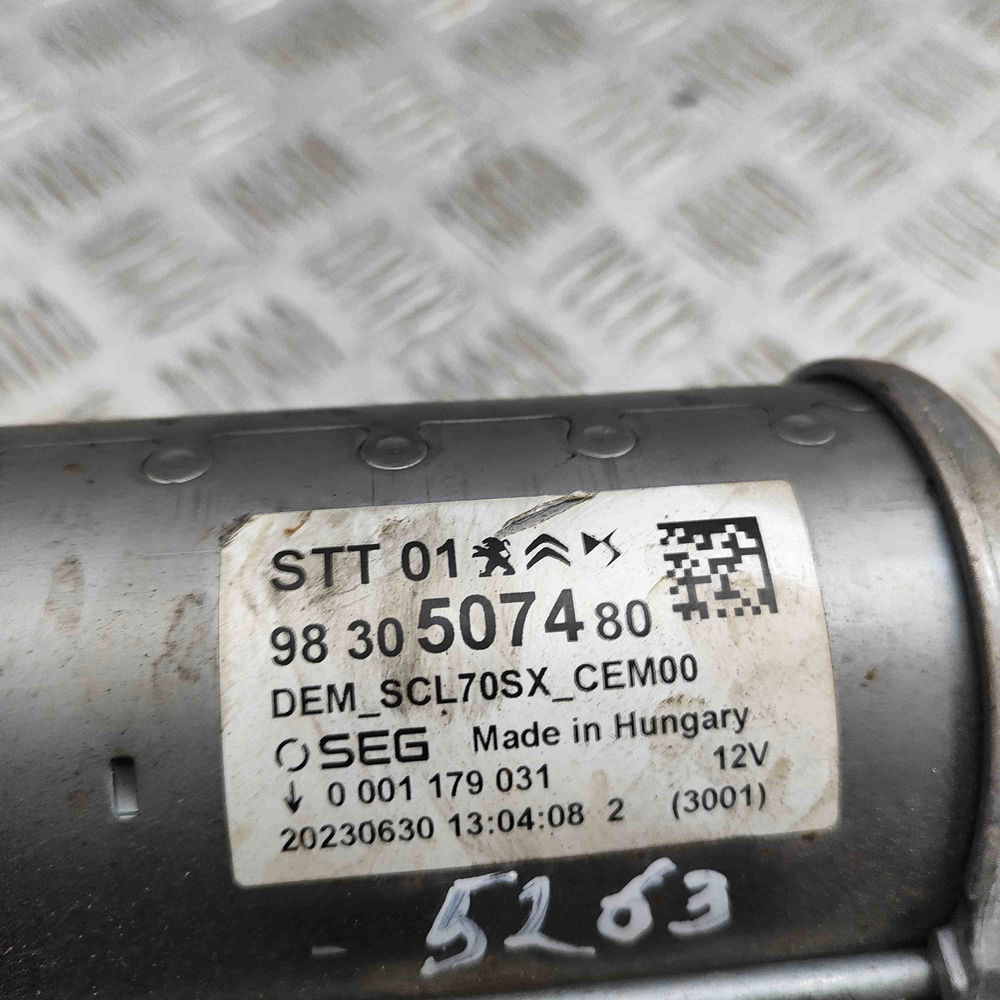 STT 01
98 30 5074 80
DEM_SCL70SX_CEM00
SEG Made in Hungary
↓ 0 001 179 031 12V
20230630 13:04:08 2 (3001)
5263